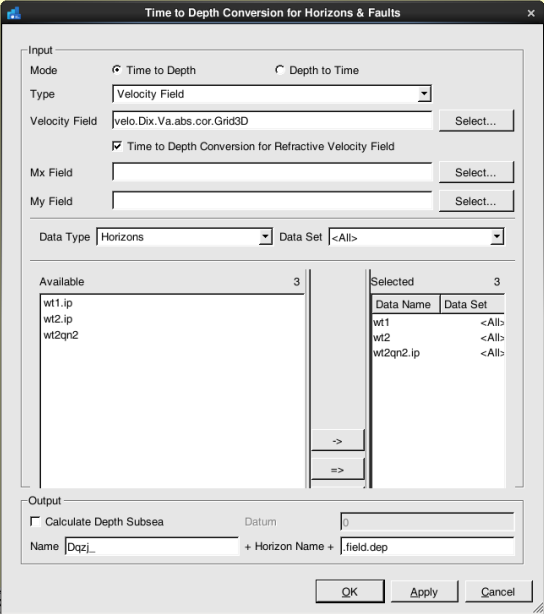 Time to Depth Conversion for Horizons & Faults
Input
Mode Time to Depth Depth to Time
Type Velocity Field
Velocity Field velo.Dix.Va.abs.cor.Grid3D Select...
Time to Depth Conversion for Refractive Velocity Field
Mx Field Select...
My Field Select...
Data Type Horizons Data Set <All>
Available 3 Selected 3
Data Name Data Set
wt1.ip
wt2.ip
wt2qn2
wt1 <All>
wt2 <All>
wt2qn2.ip <All>
->
=>
Output
Calculate Depth Subsea Datum 0
Name Dqzj_ + Horizon Name + .field.dep
OK Apply Cancel